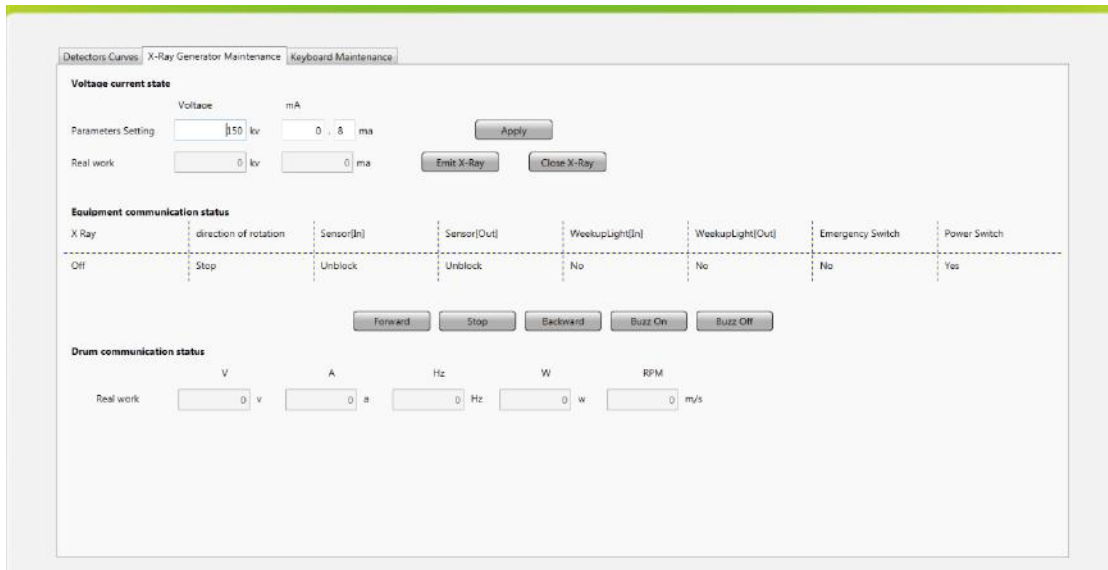 Detectors Curves X-Ray Generator Maintenance Keyboard Maintenance
Voltage current state
Voltage mA
Parameters Setting 150 kv 0 . 8 ma Apply
Real work 0 kv 0 ma Emit X-Ray Close X-Ray
Equipment communication status
X Ray direction of rotation Sensor[In] Sensor[Out] WeekupLight[In] WeekupLight[Out] Emergency Switch Power Switch
Off Stop Unblock Unblock No No No Yes
Forward Stop Backward Buzz On Buzz Off
Drum communication status
V A Hz W RPM
Real work 0 v 0 a 0 Hz 0 w 0 m/s